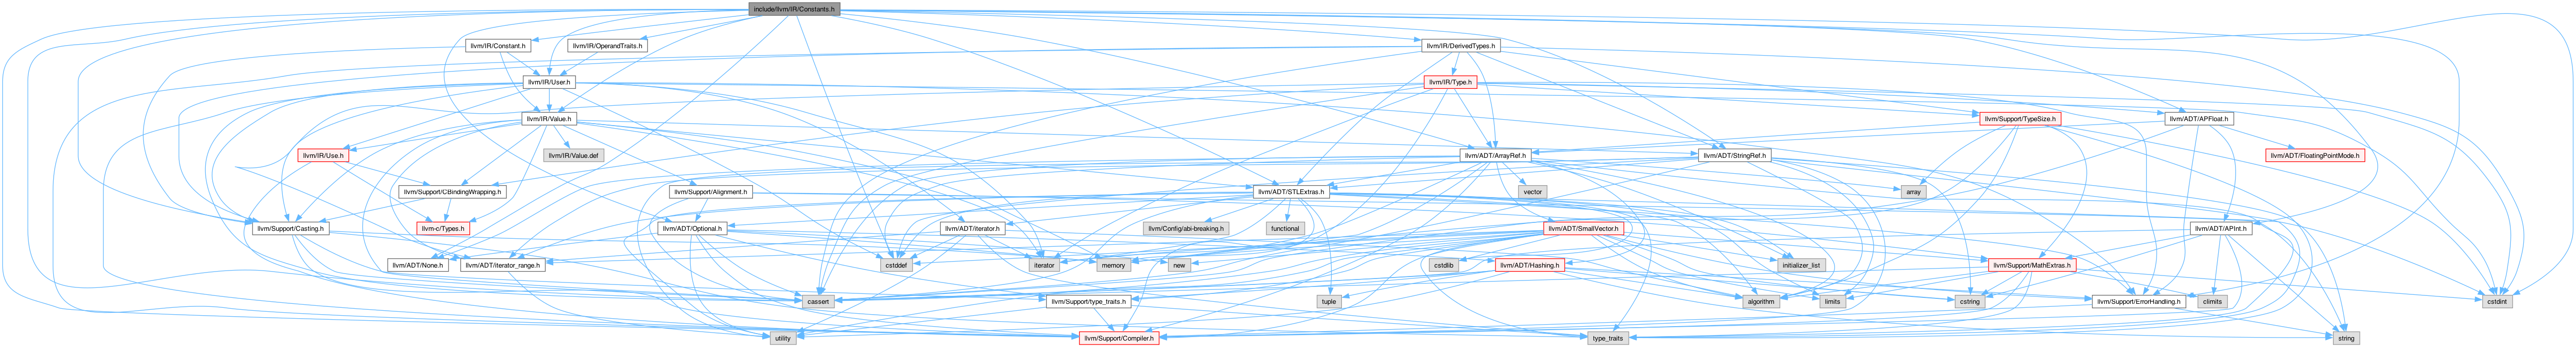 include/llvm/IR/Constants.h
llvm/IR/Constant.h
llvm/IR/OperandTraits.h
llvm/IR/DerivedTypes.h
llvm/IR/User.h
llvm/IR/Type.h
llvm/IR/Value.h
llvm/Support/TypeSize.h
llvm/ADT/APFloat.h
llvm/IR/Use.h
llvm/IR/Value.def
llvm/ADT/ArrayRef.h
llvm/ADT/StringRef.h
llvm/ADT/FloatingPointMode.h
llvm/Support/CBindingWrapping.h
llvm/Support/Alignment.h
llvm/ADT/STLExtras.h
vector
array
llvm/Support/Casting.h
llvm-c/Types.h
llvm/ADT/Optional.h
llvm/ADT/iterator.h
llvm/Config/abi-breaking.h
functional
llvm/ADT/SmallVector.h
llvm/ADT/APInt.h
llvm/ADT/None.h
llvm/ADT/iterator_range.h
cstddef
iterator
memory
new
cstdlib
llvm/ADT/Hashing.h
initializer_list
llvm/Support/MathExtras.h
cassert
llvm/Support/type_traits.h
tuple
algorithm
limits
cstring
llvm/Support/ErrorHandling.h
climits
cstdint
utility
llvm/Support/Compiler.h
type_traits
string